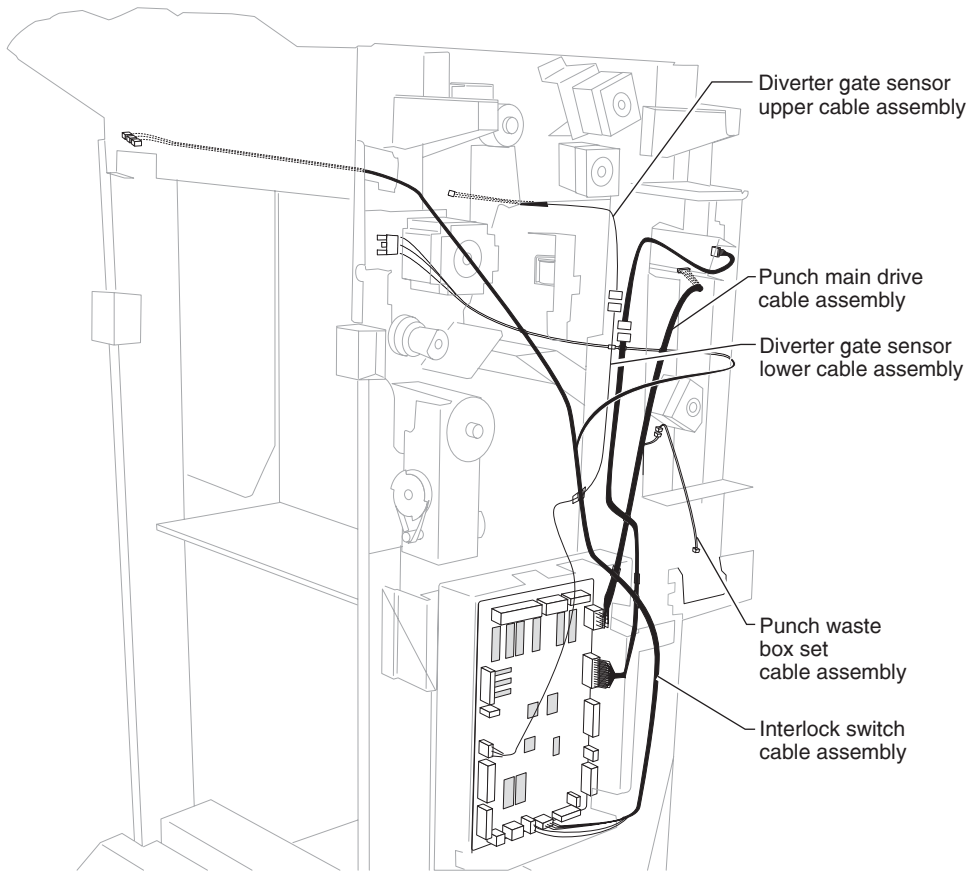 Diverter gate sensor
upper cable assembly
Punch main drive
cable assembly
Diverter gate sensor
lower cable assembly
Punch waste
box set
cable assembly
Interlock switch
cable assembly